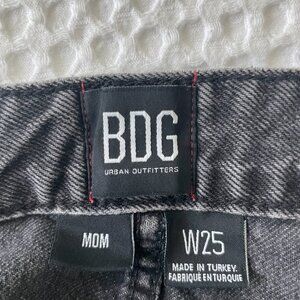 BDG
URBAN OUTFITTERS
MOM
W25
MADE IN TURKEY.
FABRIQUE EN TURQUIE